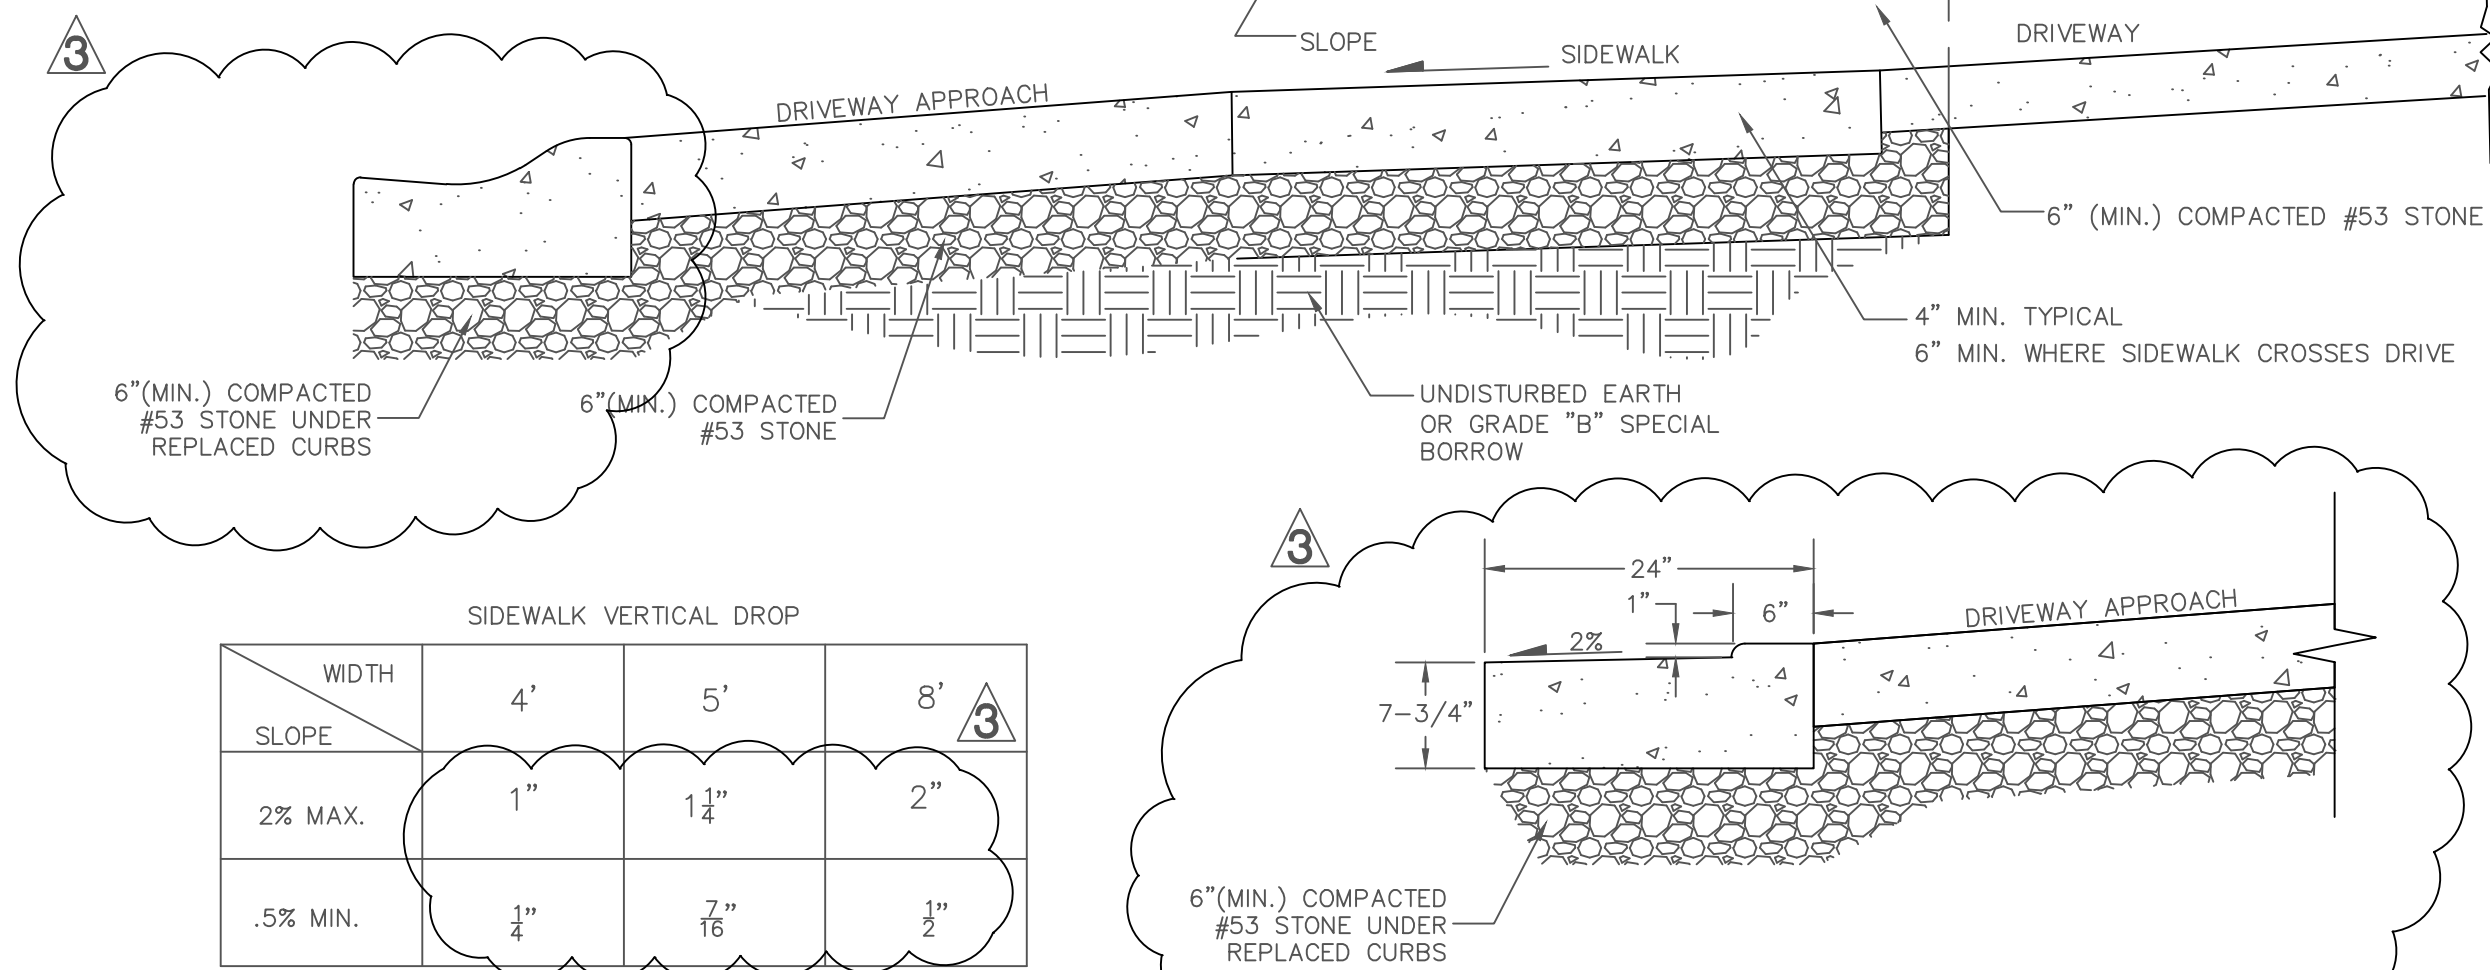 3
SLOPE
SIDEWALK
DRIVEWAY
DRIVEWAY APPROACH
6" (MIN.) COMPACTED #53 STONE
4" MIN. TYPICAL
6" MIN. WHERE SIDEWALK CROSSES DRIVE
6"(MIN.) COMPACTED
#53 STONE UNDER
REPLACED CURBS
6"(MIN.) COMPACTED
#53 STONE
UNDISTURBED EARTH
OR GRADE "B" SPECIAL
BORROW
SIDEWALK VERTICAL DROP
WIDTH
SLOPE
4' 5' 8'
3
2% MAX. 1" 1 1/4" 2"
.5% MIN. 1/4" 7/16" 1/2"
3
24"
1" 6"
2%
7-3/4"
DRIVEWAY APPROACH
6"(MIN.) COMPACTED
#53 STONE UNDER
REPLACED CURBS